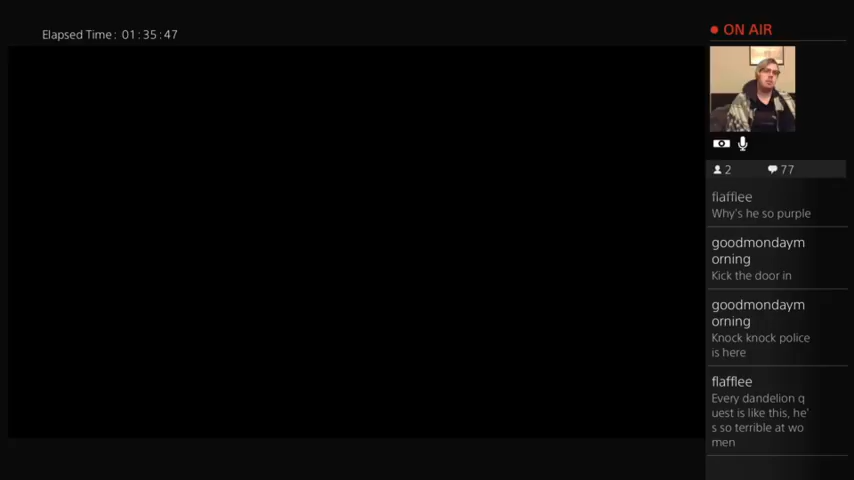 Elapsed Time: 01:35:47
ON AIR
2 77
flafflee
Why's he so purple
goodmondaym
orning
Kick the door in
goodmondaym
orning
Knock knock police
is here
flafflee
Every dandelion q
uest is like this, he'
s so terrible at wo
men